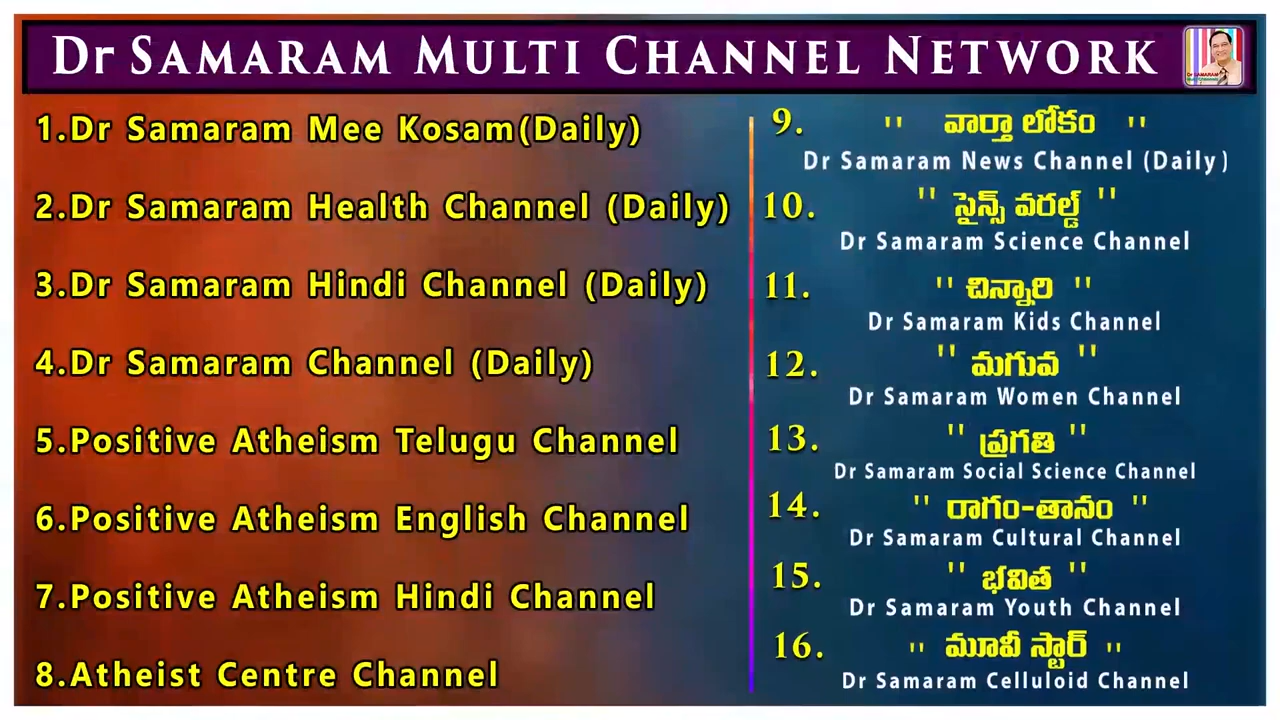 Dr SAMARAM MULTI CHANNEL NETWORK
1.Dr Samaram Mee Kosam(Daily)
2.Dr Samaram Health Channel (Daily)
3.Dr Samaram Hindi Channel (Daily)
4.Dr Samaram Channel (Daily)
5.Positive Atheism Telugu Channel
6.Positive Atheism English Channel
7.Positive Atheism Hindi Channel
8.Atheist Centre Channel
9. " వార్తా లోకం "
Dr Samaram News Channel (Daily)
10. " సైన్స్ వరల్డ్ "
Dr Samaram Science Channel
11. " చిన్నారి "
Dr Samaram Kids Channel
12. " మగువ "
Dr Samaram Women Channel
13. " ప్రగతి "
Dr Samaram Social Science Channel
14. " రాగం-తానం "
Dr Samaram Cultural Channel
15. " భవిత "
Dr Samaram Youth Channel
16. " మూవీ స్టార్ "
Dr Samaram Celluloid Channel